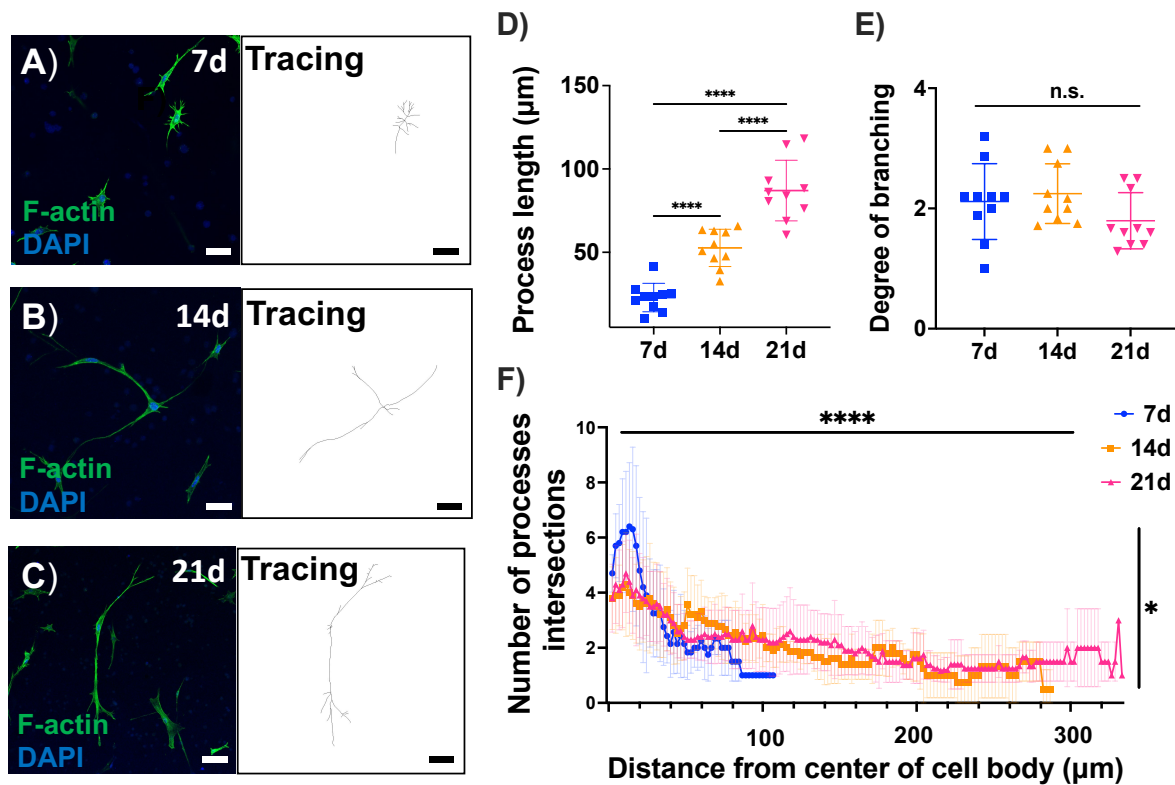 A)
7d
Tracing
F-actin
DAPI
B)
14d
Tracing
F-actin
DAPI
C)
21d
Tracing
F-actin
DAPI
D)
Process length (µm)
150
100
50
****
****
****
7d
14d
21d
E)
Degree of branching
4
2
0
n.s.
7d
14d
21d
F)
Number of processes
intersections
10
8
6
4
2
0
****
7d
14d
21d
*
100
200
300
Distance from center of cell body (µm)